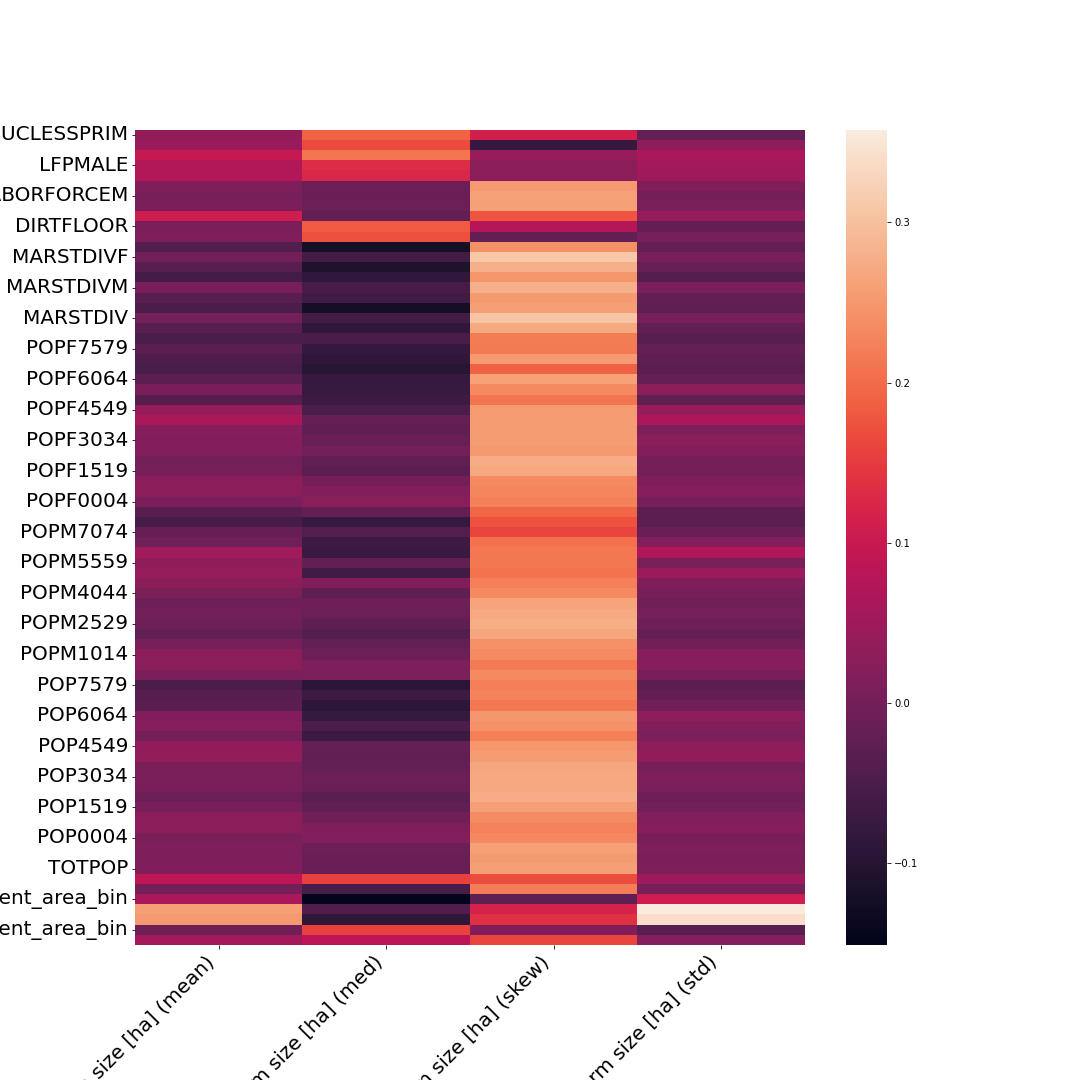 UCLESSPRIM
LFPMALE
BORFORCEM
DIRTFLOOR
MARSTDIVF
MARSTDIVM
MARSTDIV
POPF7579
POPF6064
POPF4549
POPF3034
POPF1519
POPF0004
POPM7074
POPM5559
POPM4044
POPM2529
POPM1014
POP7579
POP6064
POP4549
POP3034
POP1519
POP0004
TOTPOP
ent_area_bin
ent_area_bin
size [ha] (mean)
m size [ha] (med)
size [ha] (skew)
rm size [ha] (std)
0.3
0.2
0.1
0.0
−0.1